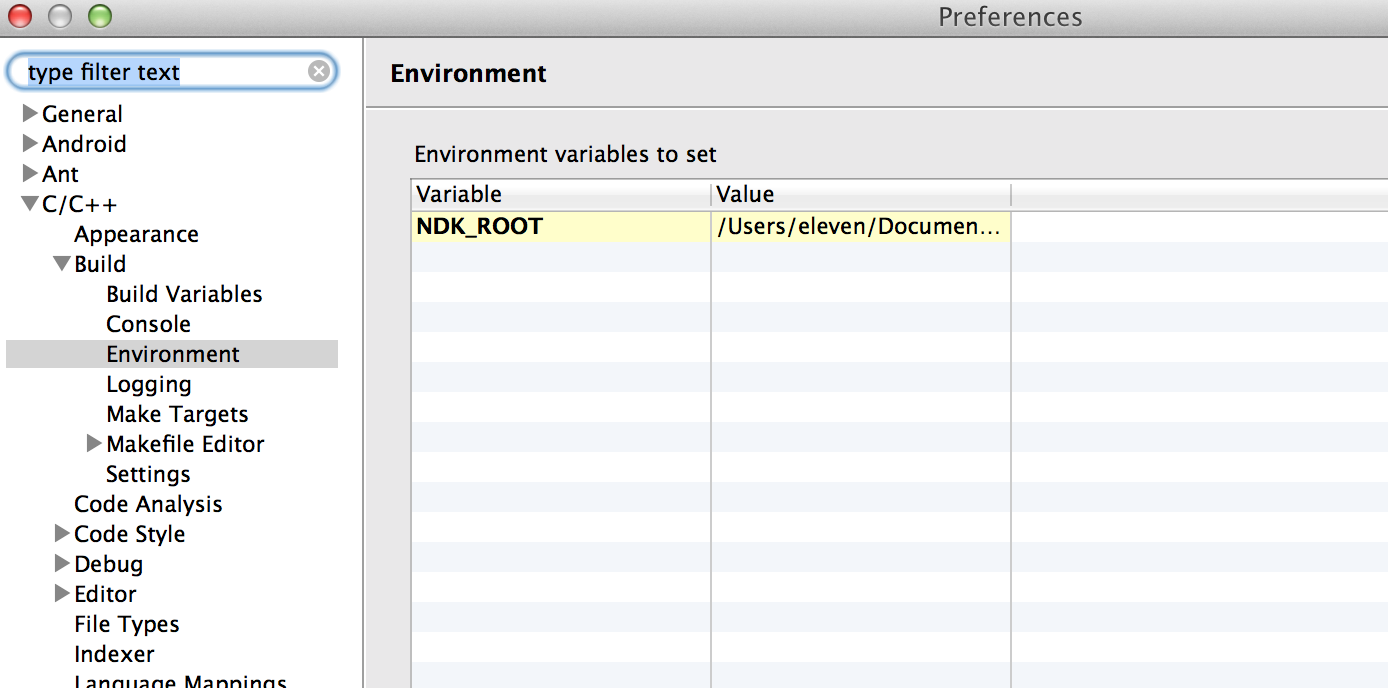 Preferences
type filter text
General
Android
Ant
C/C++
Appearance
Build
Build Variables
Console
Environment
Logging
Make Targets
Makefile Editor
Settings
Code Analysis
Code Style
Debug
Editor
File Types
Indexer
Language Mappings
Environment
Environment variables to set
Variable Value
NDK_ROOT /Users/eleven/Documen...